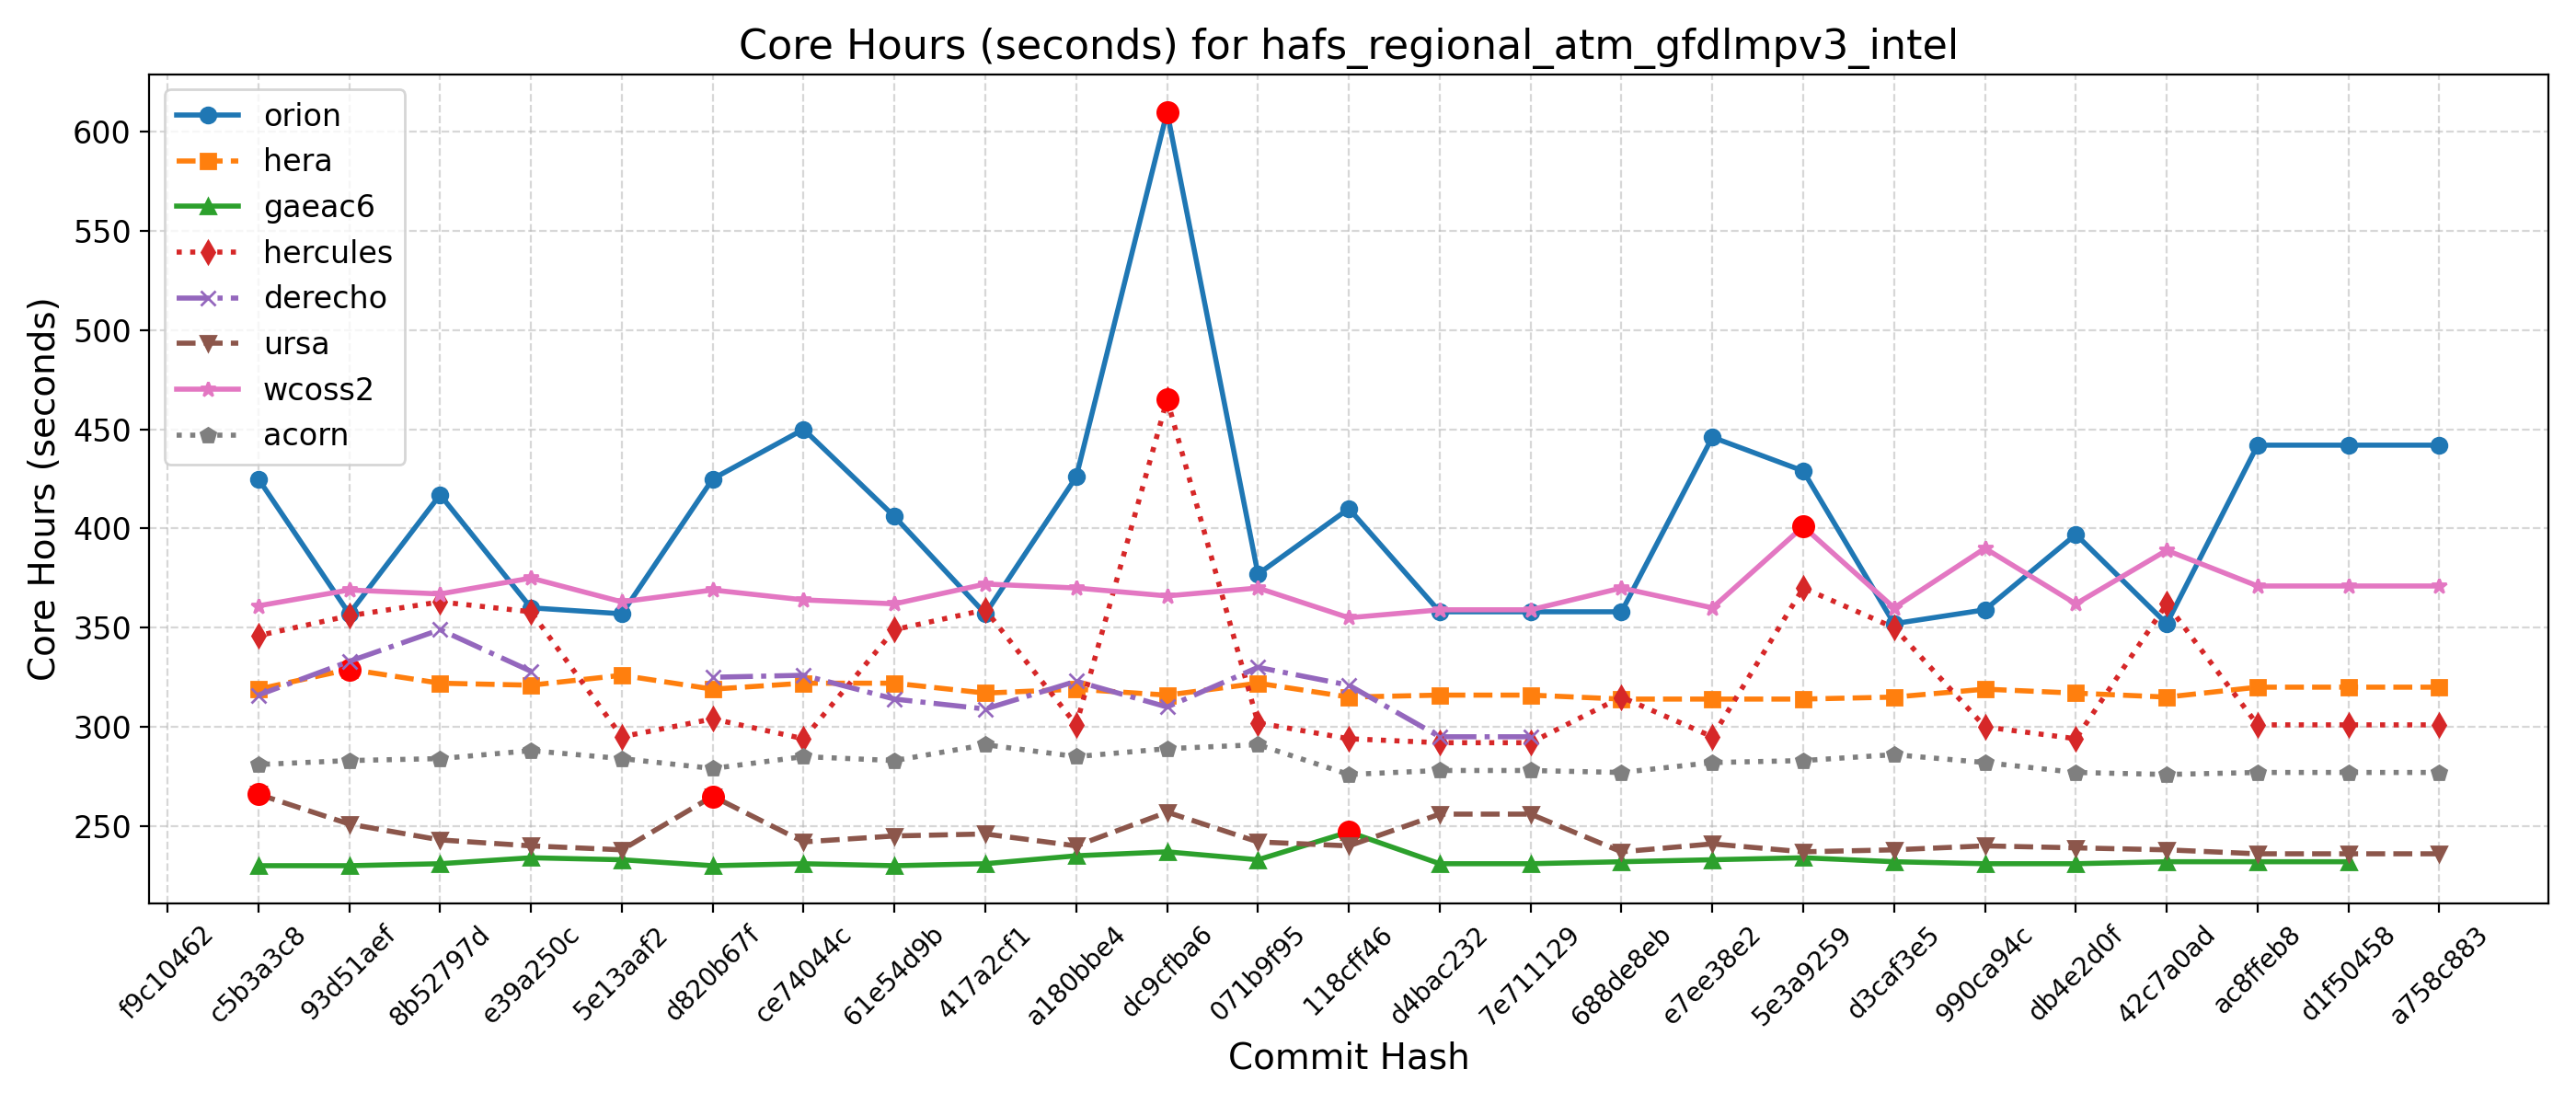 Core Hours (seconds) for hafs_regional_atm_gfdlmpv3_intel
Core Hours (seconds)
600
550
500
450
400
350
300
250
orion
hera
gaeac6
hercules
derecho
ursa
wcoss2
acorn
f9c10462
c5b3a3c8
93d51aef
8b52797d
e39a250c
5e13aaf2
d820b67f
ce74044c
61e54d9b
417a2cf1
a180bbe4
dc9cfba6
071b9f95
118cff46
d4bac232
7e711129
688de8eb
e7ee38e2
5e3a9259
d3caf3e5
990ca94c
db4e2d0f
42c7a0ad
ac8ffeb8
d1f50458
a758c883
Commit Hash